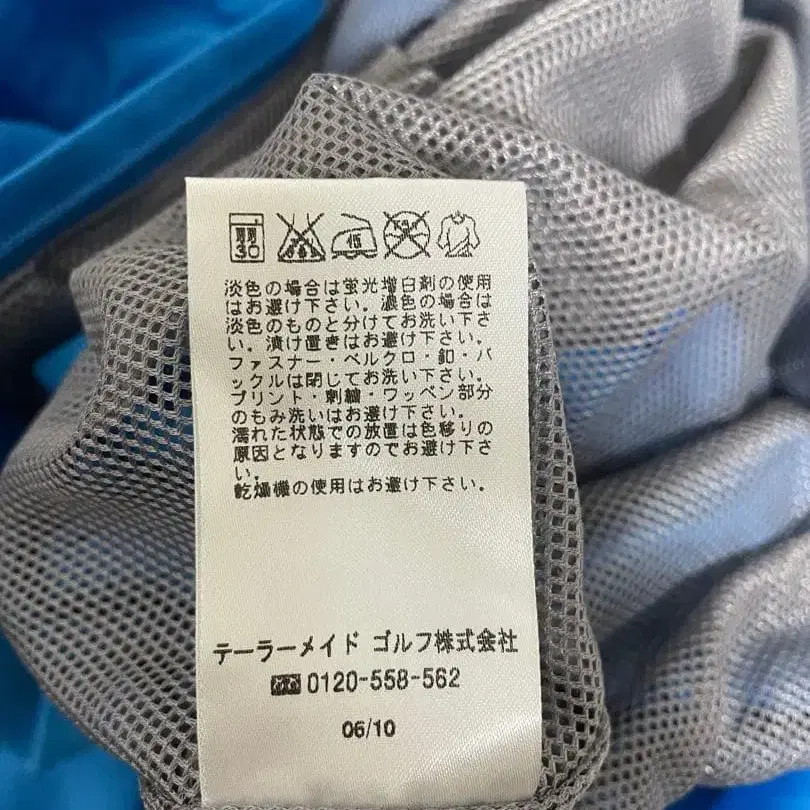 弱
30
15
淡色の場合は蛍光増白剤の使用
はお避け下さい。濃色の場合は
淡色のものと分けてお洗い下さ
い。漬け置きはお避け下さい。
ファスナー・ベルクロ・釦・バ
ックルは閉じてお洗い下さい。
プリント・刺繍・ワッペン部分
のもみ洗いはお避け下さい。
濡れた状態での放置は色移りの
原因となりますのでお避け下さ
い。
乾燥機の使用はお避け下さい。
テーラーメイド ゴルフ株式会社
0120-558-562
06/10